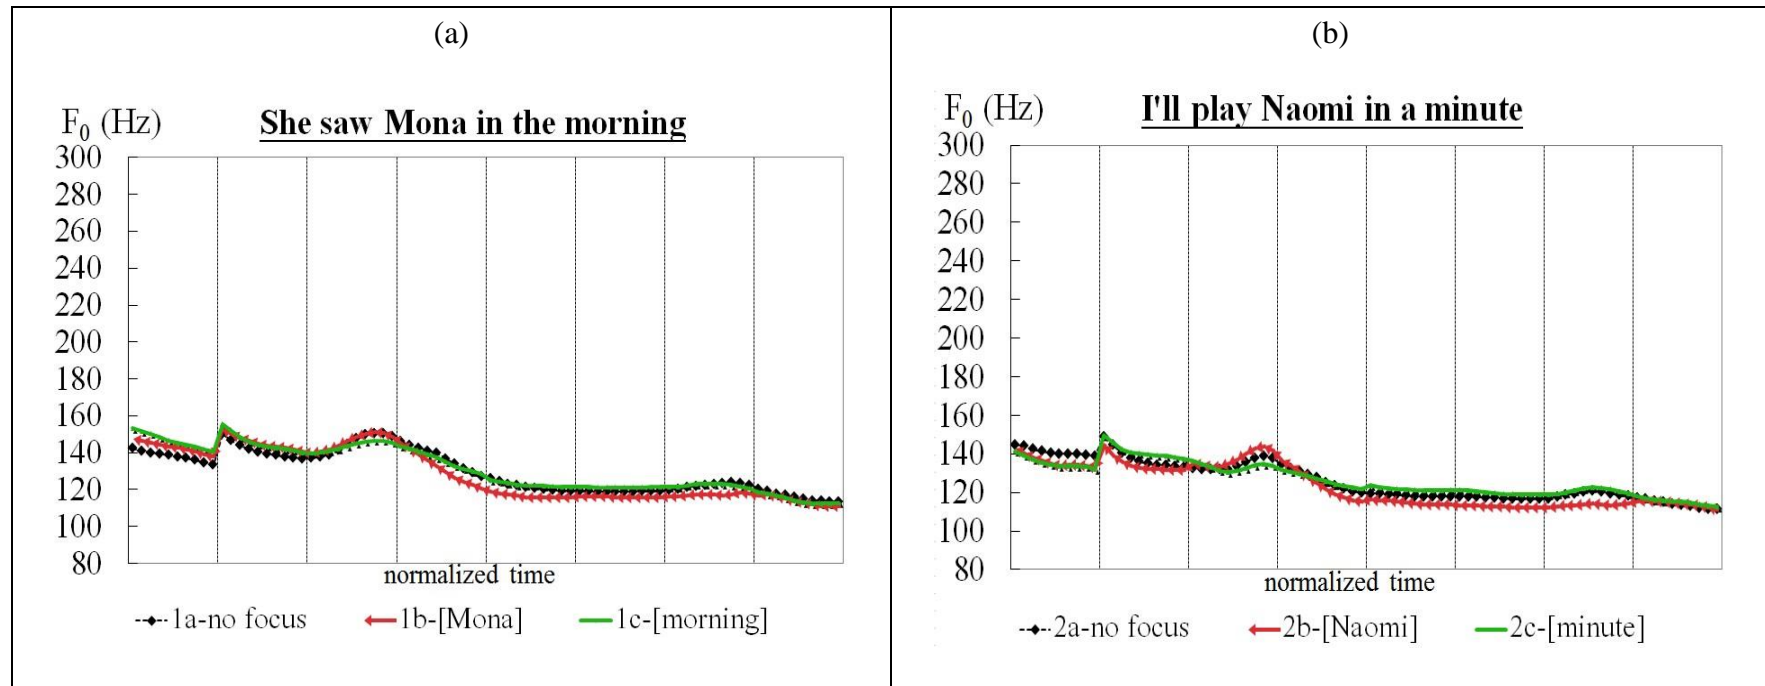 (a)
F₀ (Hz)
She saw Mona in the morning
300
280
260
240
220
200
180
160
140
120
100
80
normalized time
1a-no focus 1b-[Mona] 1c-[morning]
(b)
F₀ (Hz)
I'll play Naomi in a minute
300
280
260
240
220
200
180
160
140
120
100
80
normalized time
2a-no focus 2b-[Naomi] 2c-[minute]